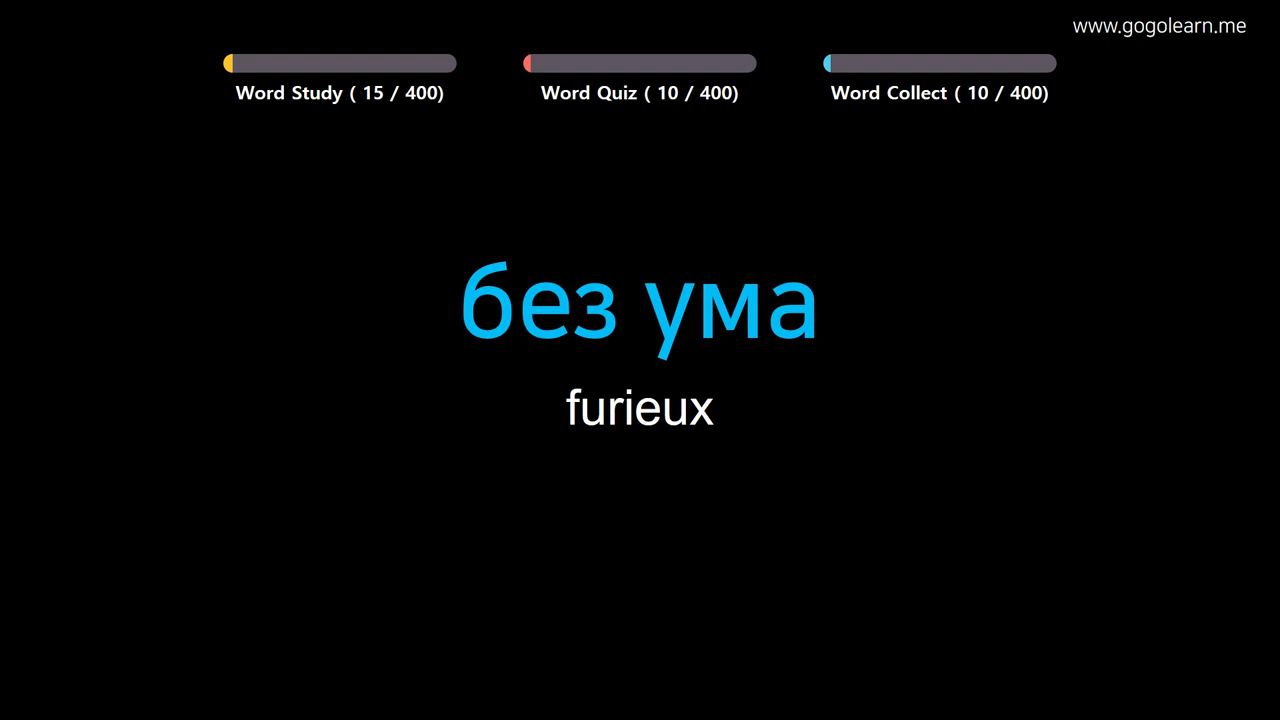 www.gogolearn.me
Word Study ( 15 / 400)
Word Quiz ( 10 / 400)
Word Collect ( 10 / 400)
без ума
furieux